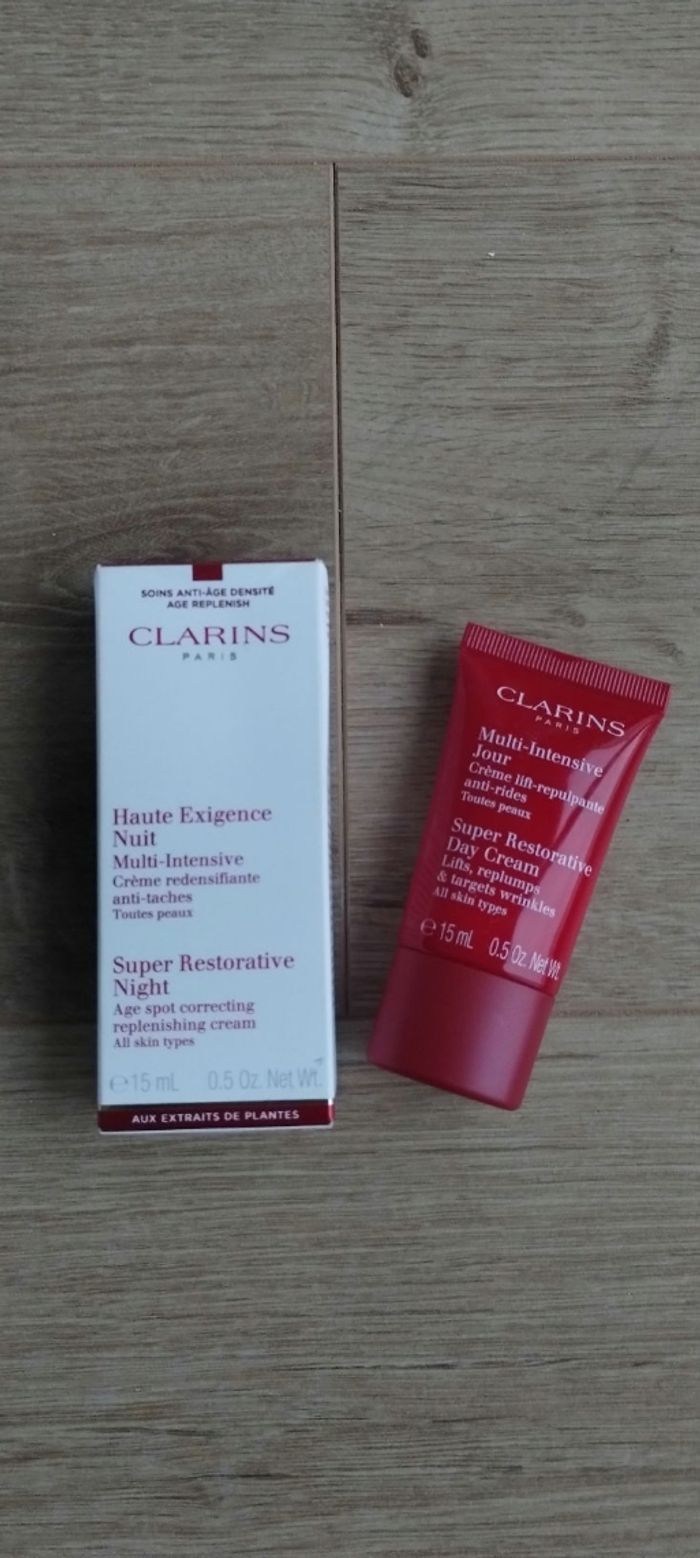 SOINS ANTI-ÂGE DENSITÉ
AGE REPLENISH
CLARINS
PARIS
Haute Exigence
Nuit
Multi-Intensive
Crème redensifiante
anti-taches
Toutes peaux
Super Restorative
Night
Age spot correcting
replenishing cream
All skin types
℮15 mL 0.5 Oz. Net Wt.
AUX EXTRAITS DE PLANTES
CLARINS
PARIS
Multi-Intensive
Jour
Crème lift-repulpante
anti-rides
Toutes peaux
Super Restorative
Day Cream
Lifts, replumps
& targets wrinkles
All skin types
℮15 mL 0.5 Oz. Net Wt.